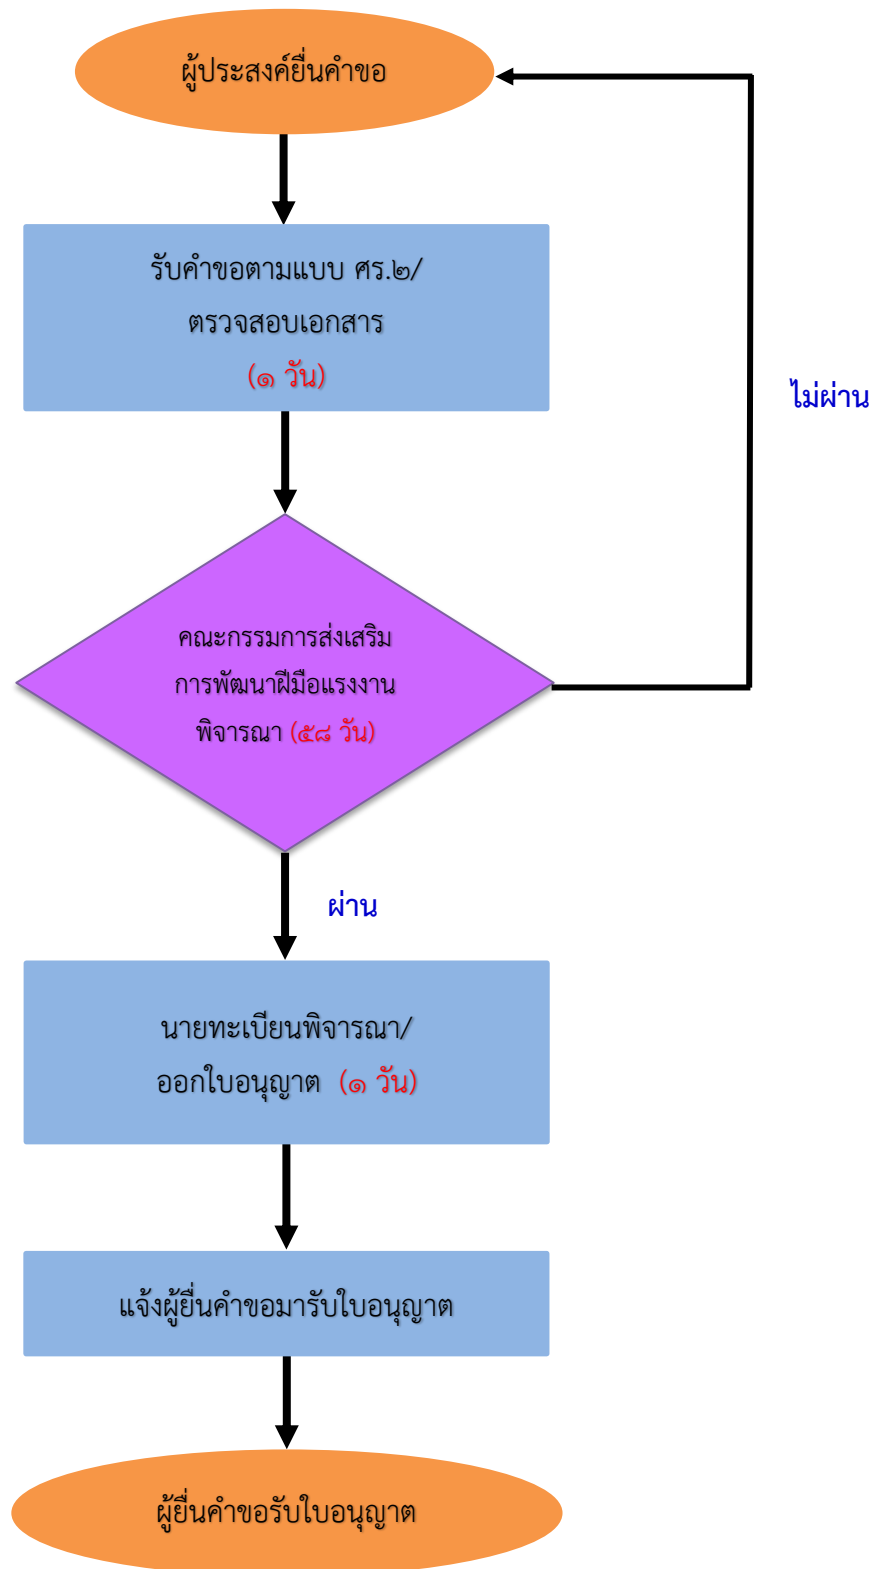 ผู้ประสงค์ยื่นคำขอ
รับคำขอตามแบบ ศร.๒/
ตรวจสอบเอกสาร
(๑ วัน)
ไม่ผ่าน
คณะกรรมการส่งเสริม
การพัฒนาฝีมือแรงงาน
พิจารณา (๕๘ วัน)
ผ่าน
นายทะเบียนพิจารณา/
ออกใบอนุญาต (๑ วัน)
แจ้งผู้ยื่นคำขอมารับใบอนุญาต
ผู้ยื่นคำขอรับใบอนุญาต